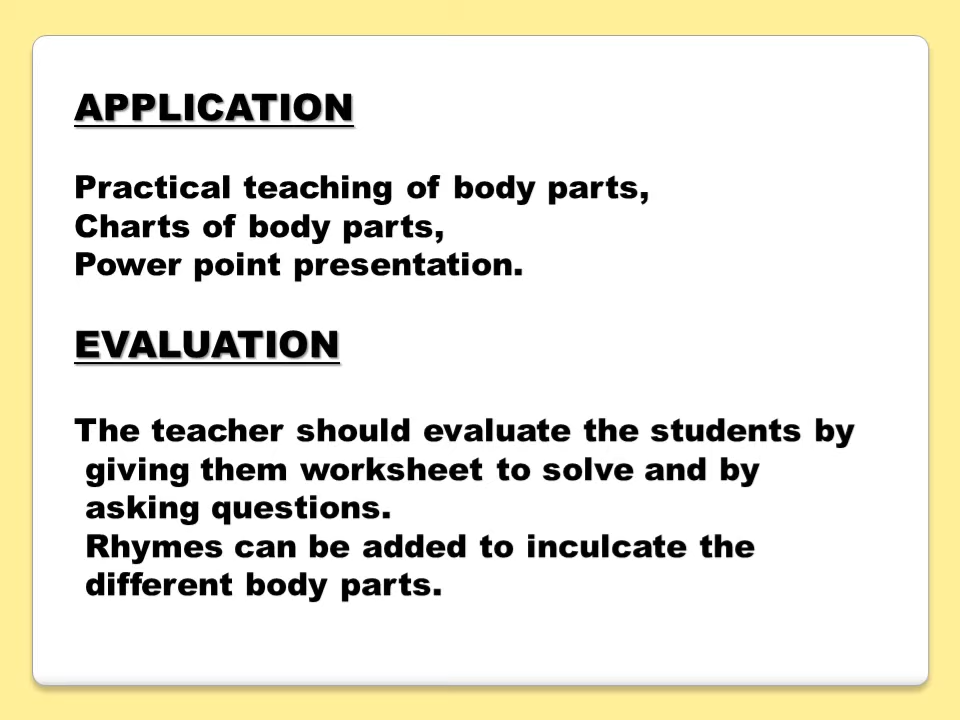 APPLICATION
Practical teaching of body parts,
Charts of body parts,
Power point presentation.
EVALUATION
The teacher should evaluate the students by
giving them worksheet to solve and by
asking questions.
Rhymes can be added to inculcate the
different body parts.